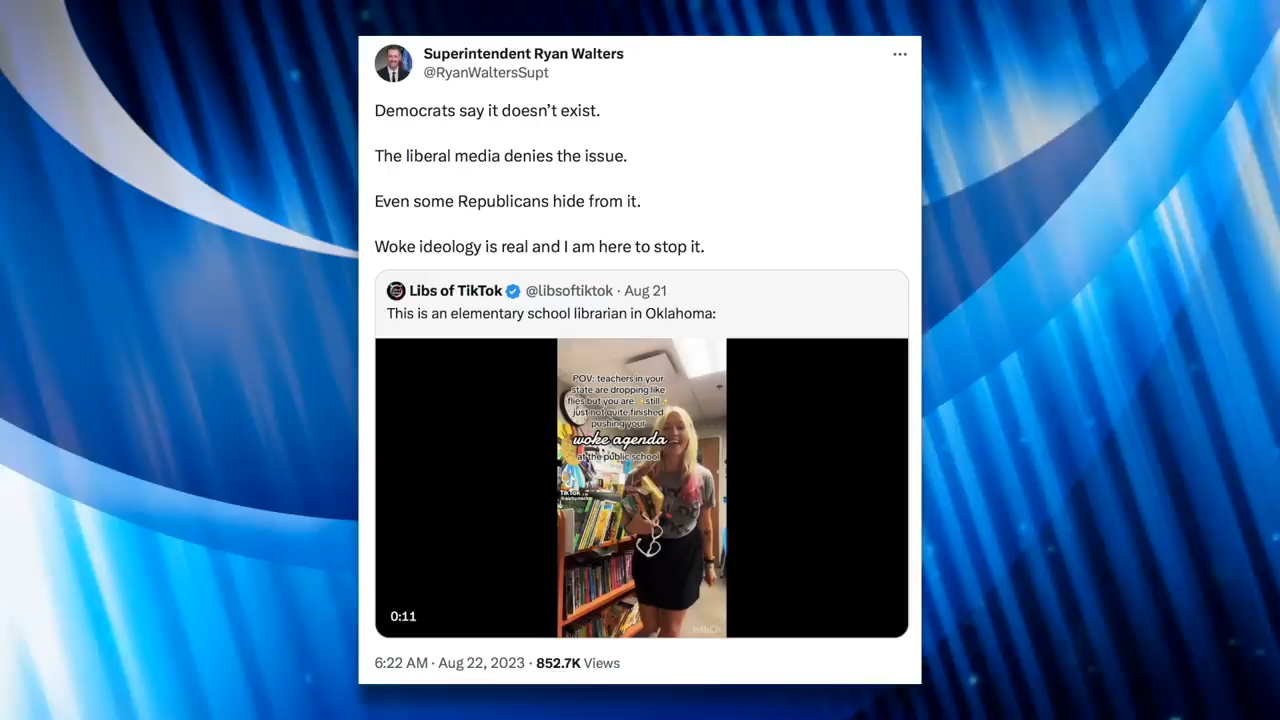 Superintendent Ryan Walters
@RyanWaltersSupt
Democrats say it doesn’t exist.
The liberal media denies the issue.
Even some Republicans hide from it.
Woke ideology is real and I am here to stop it.
Libs of TikTok @libsoftiktok · Aug 21
This is an elementary school librarian in Oklahoma:
POV: teachers in your
state are dropping like
flies but you are ✨still✨
just not quite finished
pushing your
woke agenda
at the public school
TikTok
0:11
6:22 AM · Aug 22, 2023 · 852.7K Views